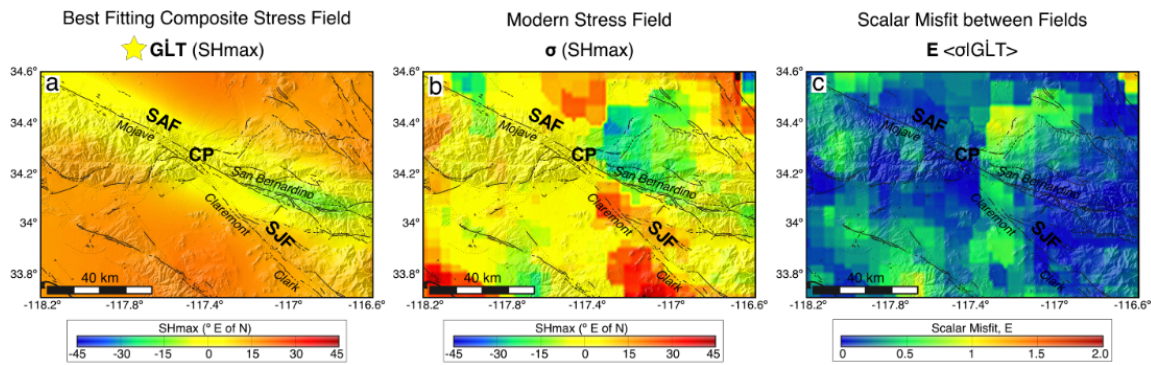 Best Fitting Composite Stress Field
GL̇T (SHmax)
Modern Stress Field
σ (SHmax)
Scalar Misfit between Fields
E <σ|GL̇T>
a
34.6°
34.4°
34.2°
34°
33.8°
-118.2°
-117.8°
-117.4°
-117°
-116.6°
SAF
Mojave
CP
San Bernardino
Claremont
SJF
Clark
40 km
SHmax (° E of N)
-45
-30
-15
0
15
30
45
b
34.6°
34.4°
34.2°
34°
33.8°
-118.2°
-117.8°
-117.4°
-117°
-116.6°
SAF
Mojave
CP
San Bernardino
Claremont
SJF
Clark
40 km
SHmax (° E of N)
-45
-30
-15
0
15
30
45
c
34.6°
34.4°
34.2°
34°
33.8°
-118.2°
-117.8°
-117.4°
-117°
-116.6°
SAF
Mojave
CP
San Bernardino
Claremont
SJF
Clark
40 km
Scalar Misfit, E
0
0.5
1
1.5
2.0